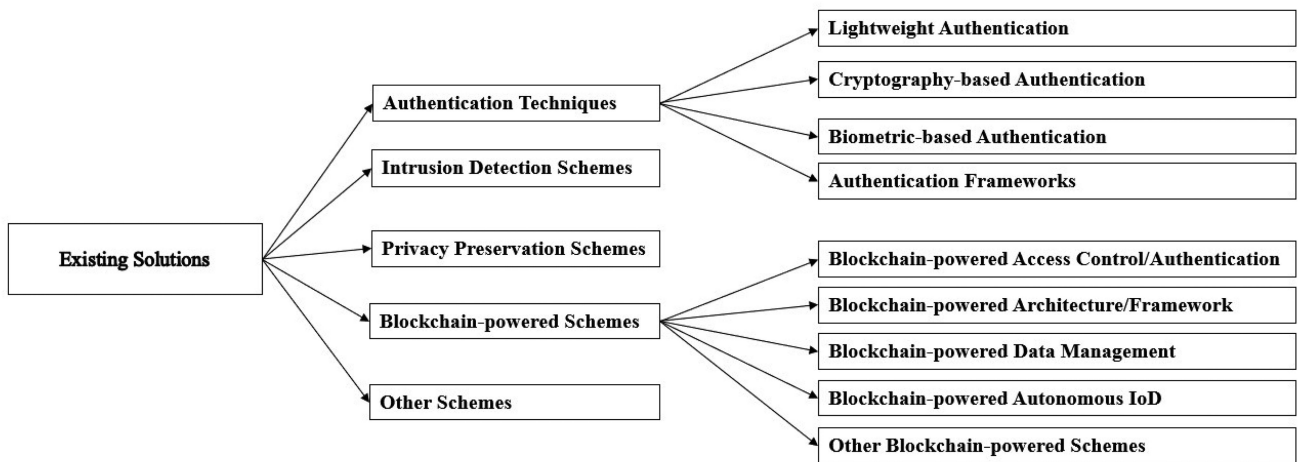 Existing Solutions
Authentication Techniques
Intrusion Detection Schemes
Privacy Preservation Schemes
Blockchain-powered Schemes
Other Schemes
Lightweight Authentication
Cryptography-based Authentication
Biometric-based Authentication
Authentication Frameworks
Blockchain-powered Access Control/Authentication
Blockchain-powered Architecture/Framework
Blockchain-powered Data Management
Blockchain-powered Autonomous IoD
Other Blockchain-powered Schemes